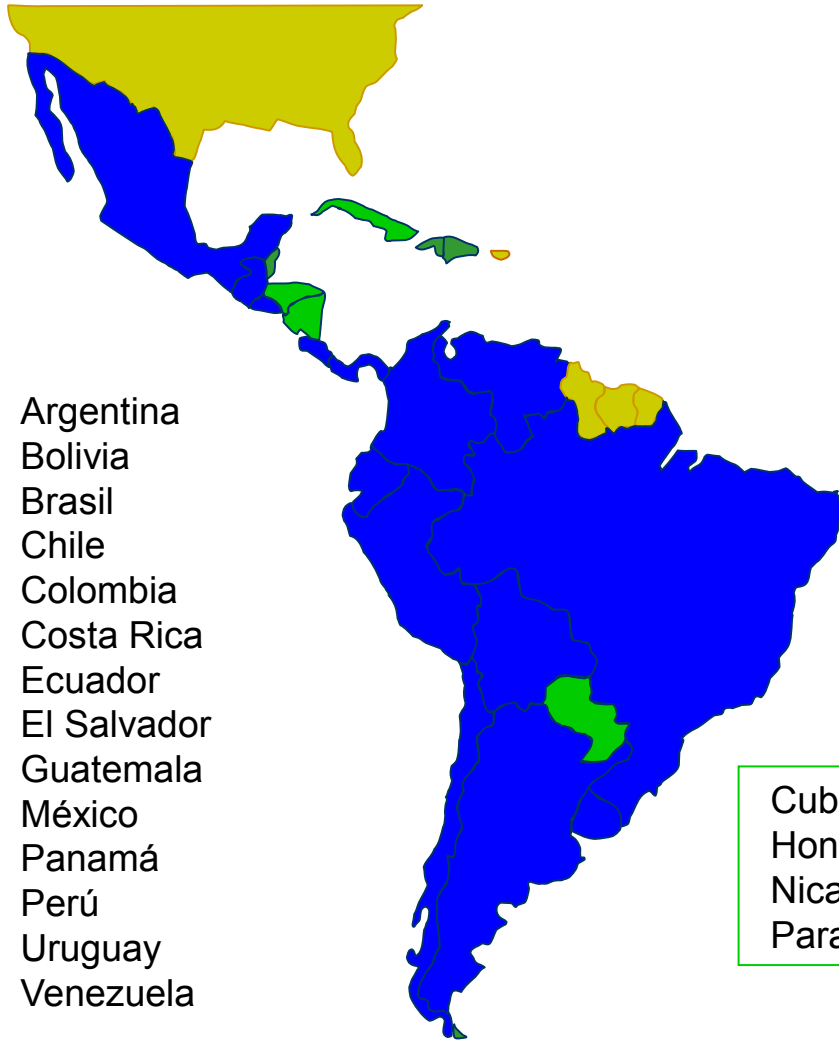 Argentina
Bolivia
Brasil
Chile
Colombia
Costa Rica
Ecuador
El Salvador
Guatemala
México
Panamá
Perú
Uruguay
Venezuela
Cub
Hon
Nica
Para